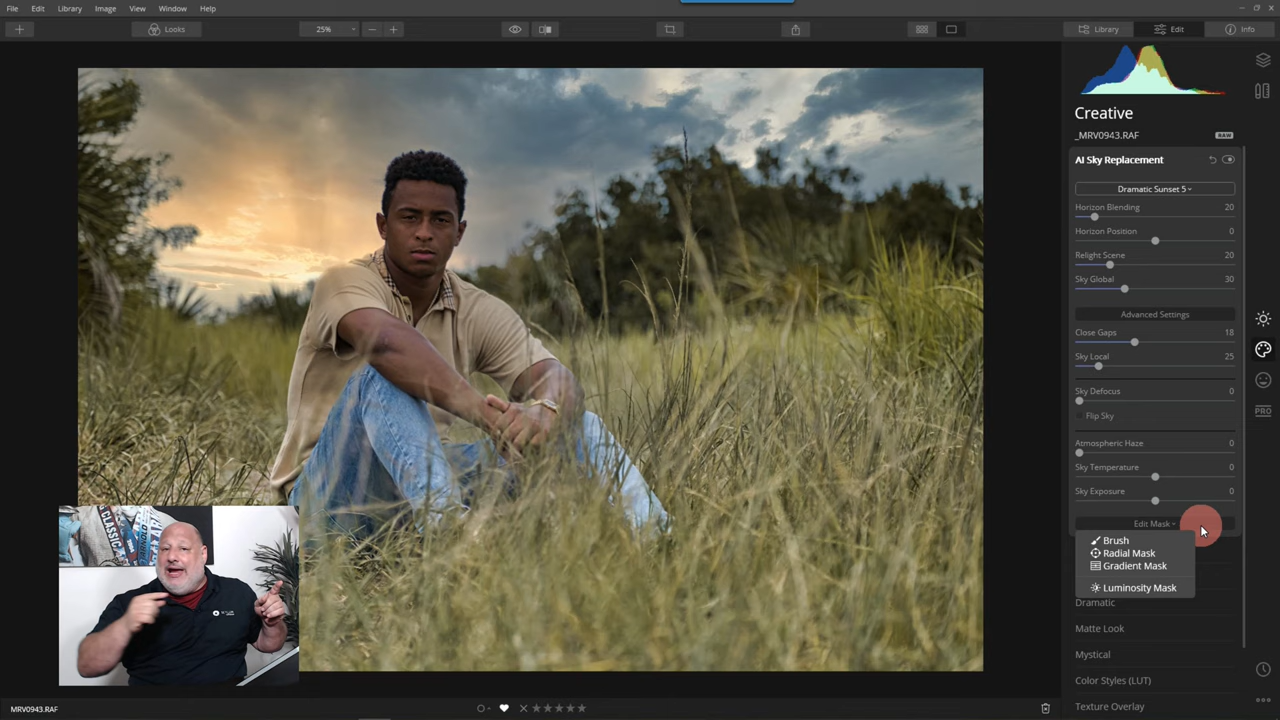 File Edit Library Image View Window Help
Looks
25%
Library
Edit
Info
Creative
_MRV0943.RAF
RAW
AI Sky Replacement
Dramatic Sunset 5
Horizon Blending 20
Horizon Position 0
Relight Scene 20
Sky Global 30
Advanced Settings
Close Gaps 18
Sky Local 25
Sky Defocus 0
Flip Sky
Atmospheric Haze 0
Sky Temperature 0
Sky Exposure 0
Edit Mask
Brush
Radial Mask
Gradient Mask
Luminosity Mask
Dramatic
Matte Look
Mystical
Color Styles (LUT)
Texture Overlay
PRO
CLASSIC
MRV0943.RAF